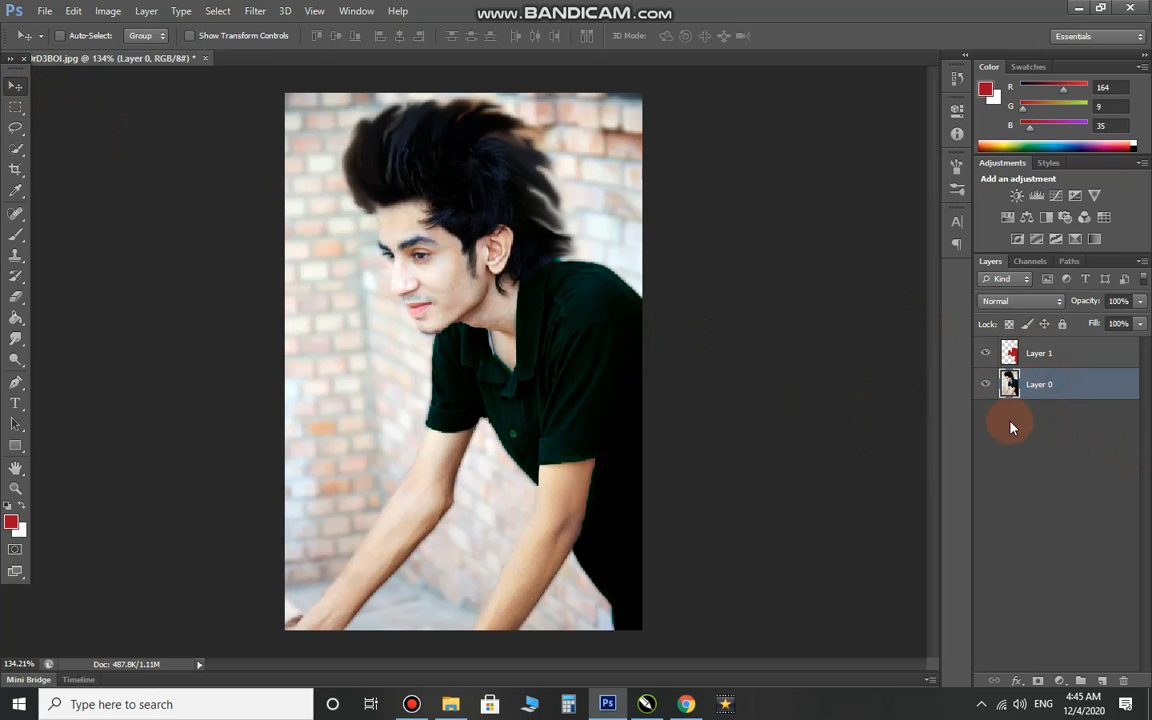 Ps File Edit Image Layer Type Select Filter 3D View Window Help
www.BANDICAM.com
Auto-Select: Group Show Transform Controls 3D Mode: Essentials
rD3BOI.jpg @ 134% (Layer 0, RGB/8#) * ×
Color Swatches
R 164
G 9
B 35
Adjustments Styles
Add an adjustment
Layers Channels Paths
Kind
Normal Opacity: 100%
Lock: Fill: 100%
Layer 1
Layer 0
134.21% Doc: 487.8K/1.11M
Mini Bridge Timeline
Type here to search
ENG
4:45 AM
12/4/2020